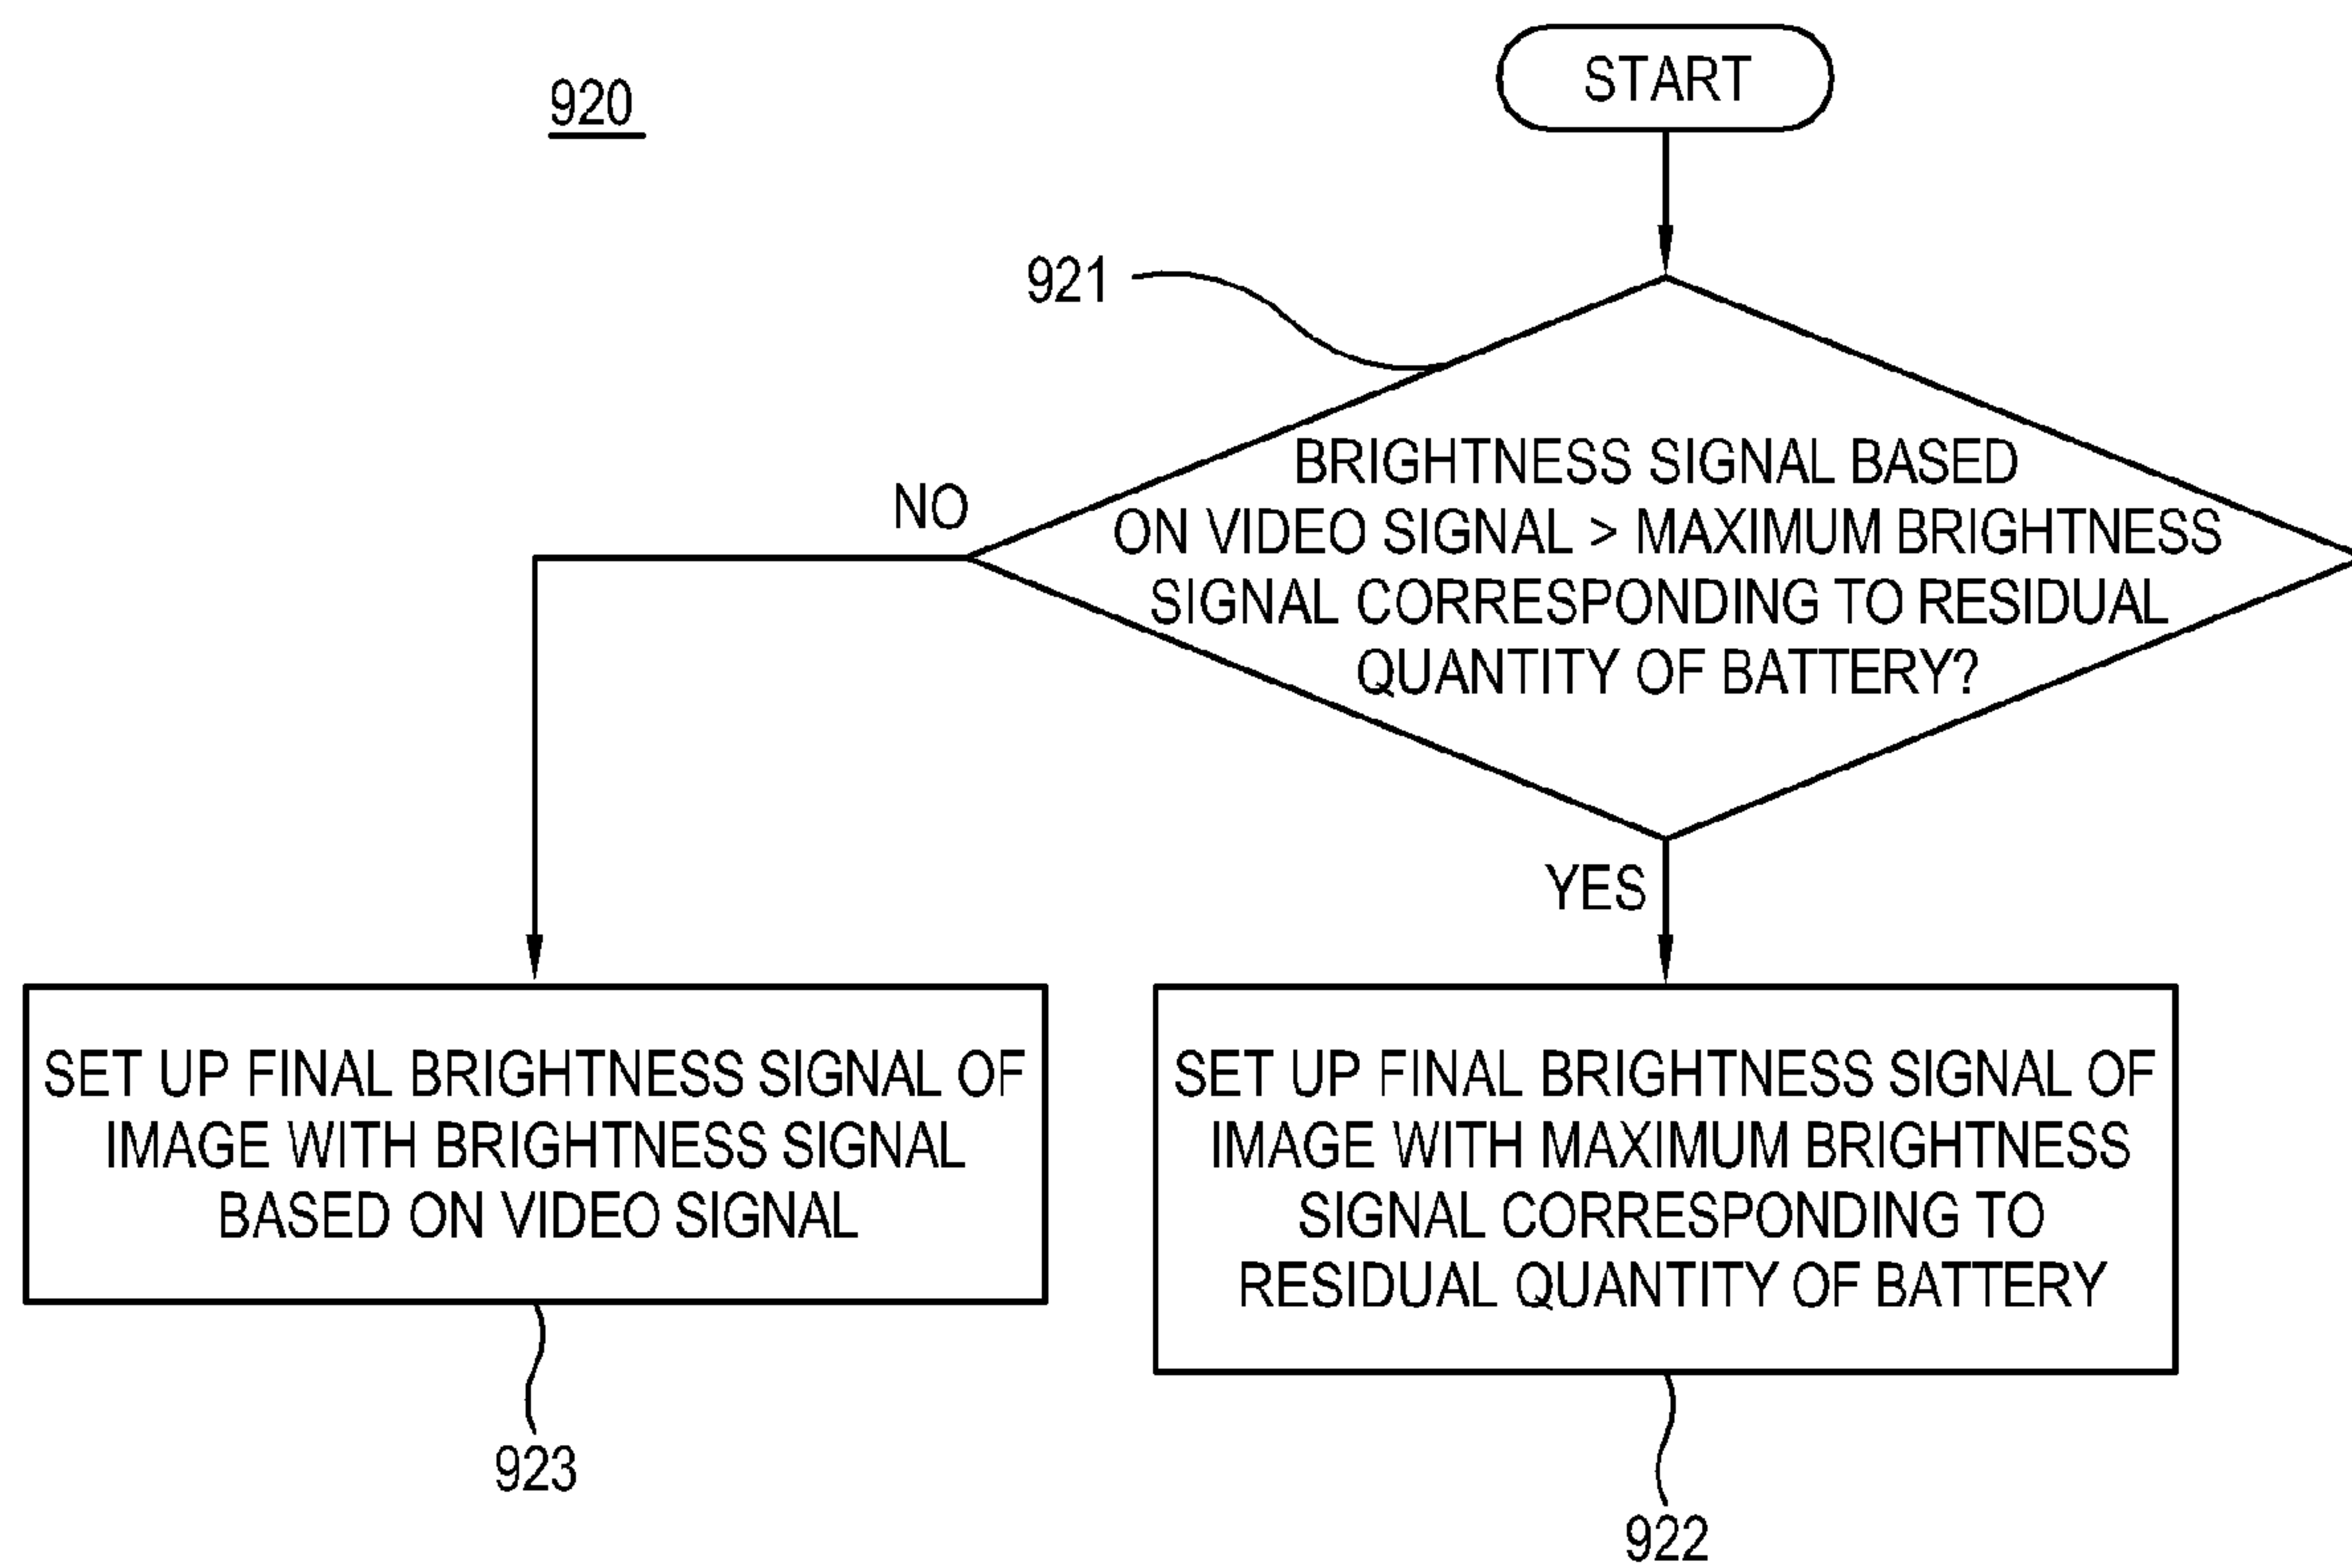 920
START
921
BRIGHTNESS SIGNAL BASED
ON VIDEO SIGNAL > MAXIMUM BRIGHTNESS
SIGNAL CORRESPONDING TO RESIDUAL
QUANTITY OF BATTERY?
NO
YES
SET UP FINAL BRIGHTNESS SIGNAL OF
IMAGE WITH BRIGHTNESS SIGNAL
BASED ON VIDEO SIGNAL
923
SET UP FINAL BRIGHTNESS SIGNAL OF
IMAGE WITH MAXIMUM BRIGHTNESS
SIGNAL CORRESPONDING TO
RESIDUAL QUANTITY OF BATTERY
922